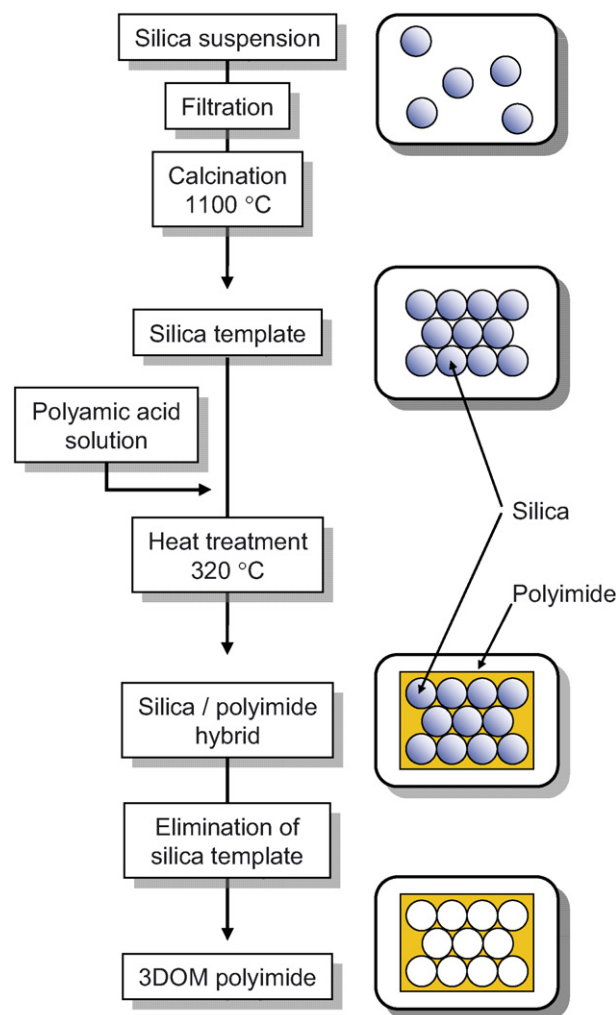 Silica suspension
Filtration
Calcination
1100 °C
Silica template
Polyamic acid
solution
Silica
Heat treatment
320 °C
Polyimide
Silica / polyimide
hybrid
Elimination of
silica template
3DOM polyimide